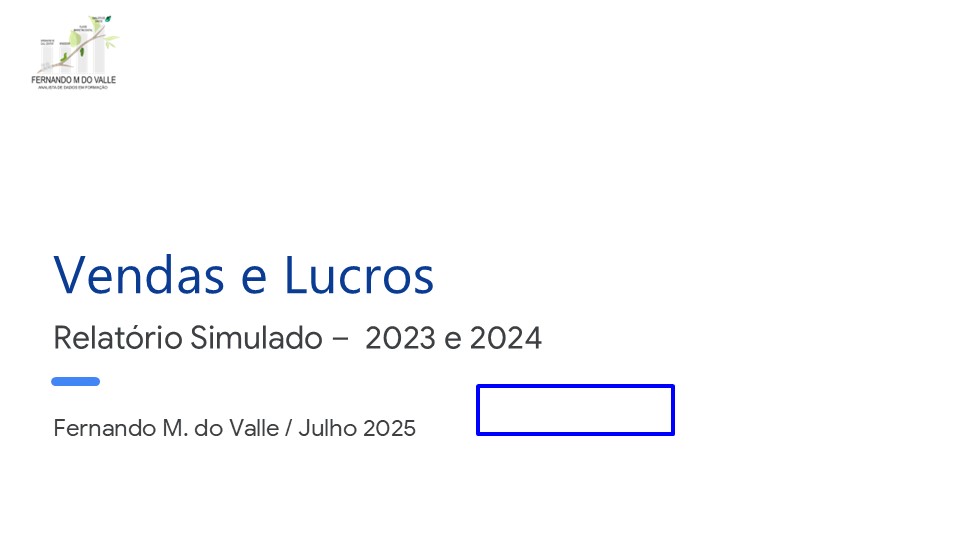 FERNANDO M DO VALLE
ANALISTA DE DADOS EM FORMAÇÃO
Vendas e Lucros
Relatório Simulado – 2023 e 2024
Fernando M. do Valle / Julho 2025